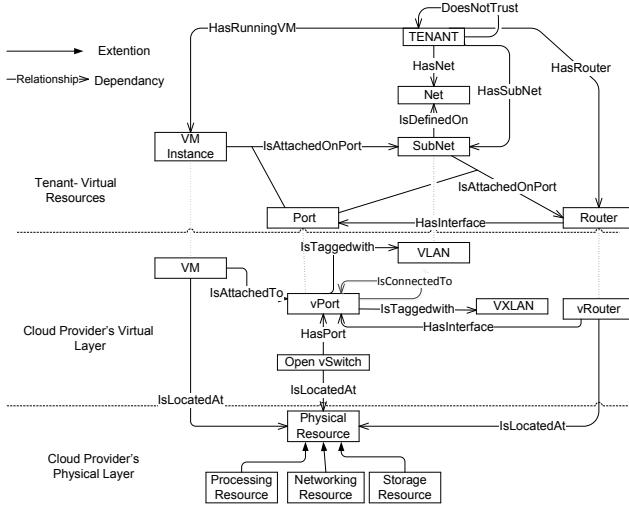 DoesNotTrust
HasRunningVM
TENANT
Extention
HasNet
HasRouter
Relationship
Dependancy
HasSubNet
Net
IsDefinedOn
VM
Instance
IsAttachedOnPort
SubNet
IsAttachedOnPort
Tenant- Virtual
Resources
Port
HasInterface
Router
IsTaggedwith
VLAN
VM
IsConnectedTo
IsAttachedTo
vPort
IsTaggedwith
VXLAN
vRouter
HasPort
HasInterface
Cloud Provider's Virtual
Layer
Open vSwitch
IsLocatedAt
IsLocatedAt
Physical
Resource
IsLocatedAt
Cloud Provider's
Physical Layer
Processing
Resource
Networking
Resource
Storage
Resource